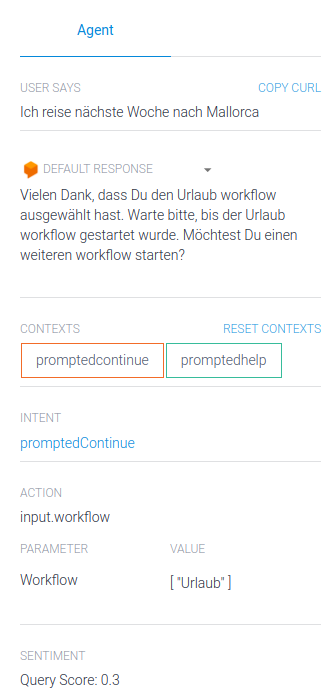 Agent
USER SAYS COPY CURL
Ich reise nächste Woche nach Mallorca
DEFAULT RESPONSE
Vielen Dank, dass Du den Urlaub workflow
ausgewählt hast. Warte bitte, bis der Urlaub
workflow gestartet wurde. Möchtest Du einen
weiteren workflow starten?
CONTEXTS RESET CONTEXTS
promptedcontinue promptedhelp
INTENT
promptedContinue
ACTION
input.workflow
PARAMETER VALUE
Workflow [ "Urlaub" ]
SENTIMENT
Query Score: 0.3